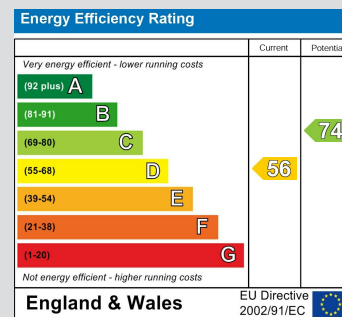 Energy Efficiency Rating
Current Potential
Very energy efficient - lower running costs
(92 plus) A
(81-91) B
(69-80) C
74
(55-68) D
56
(39-54) E
(21-38) F
(1-20) G
Not energy efficient - higher running costs
England & Wales
EU Directive
2002/91/EC